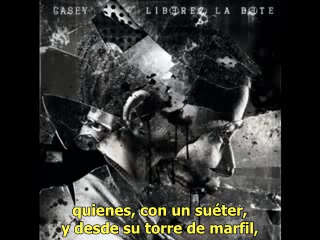 CASEY LIBÉREZ LA BÊTE
quienes, con un suéter,
y desde su torre de marfil,